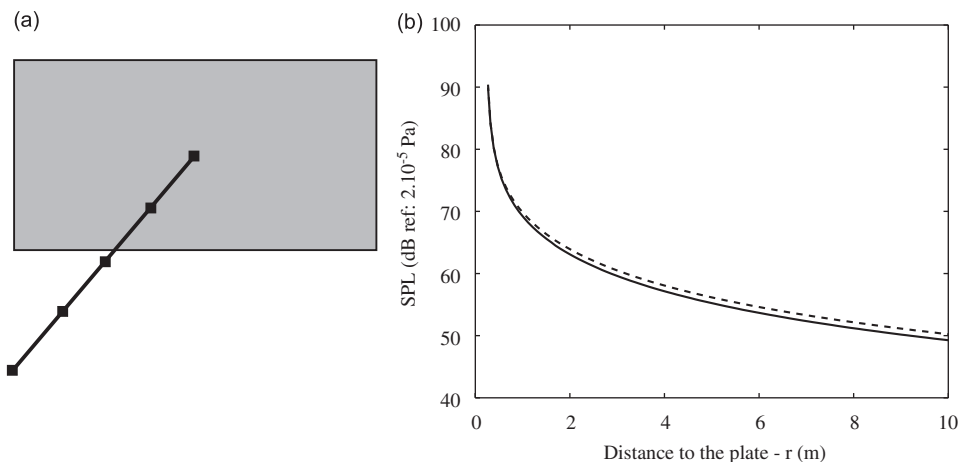 (a)
(b)
100
90
80
70
60
50
40
SPL (dB ref: 2.10⁻⁵ Pa)
0 2 4 6 8 10
Distance to the plate - r (m)